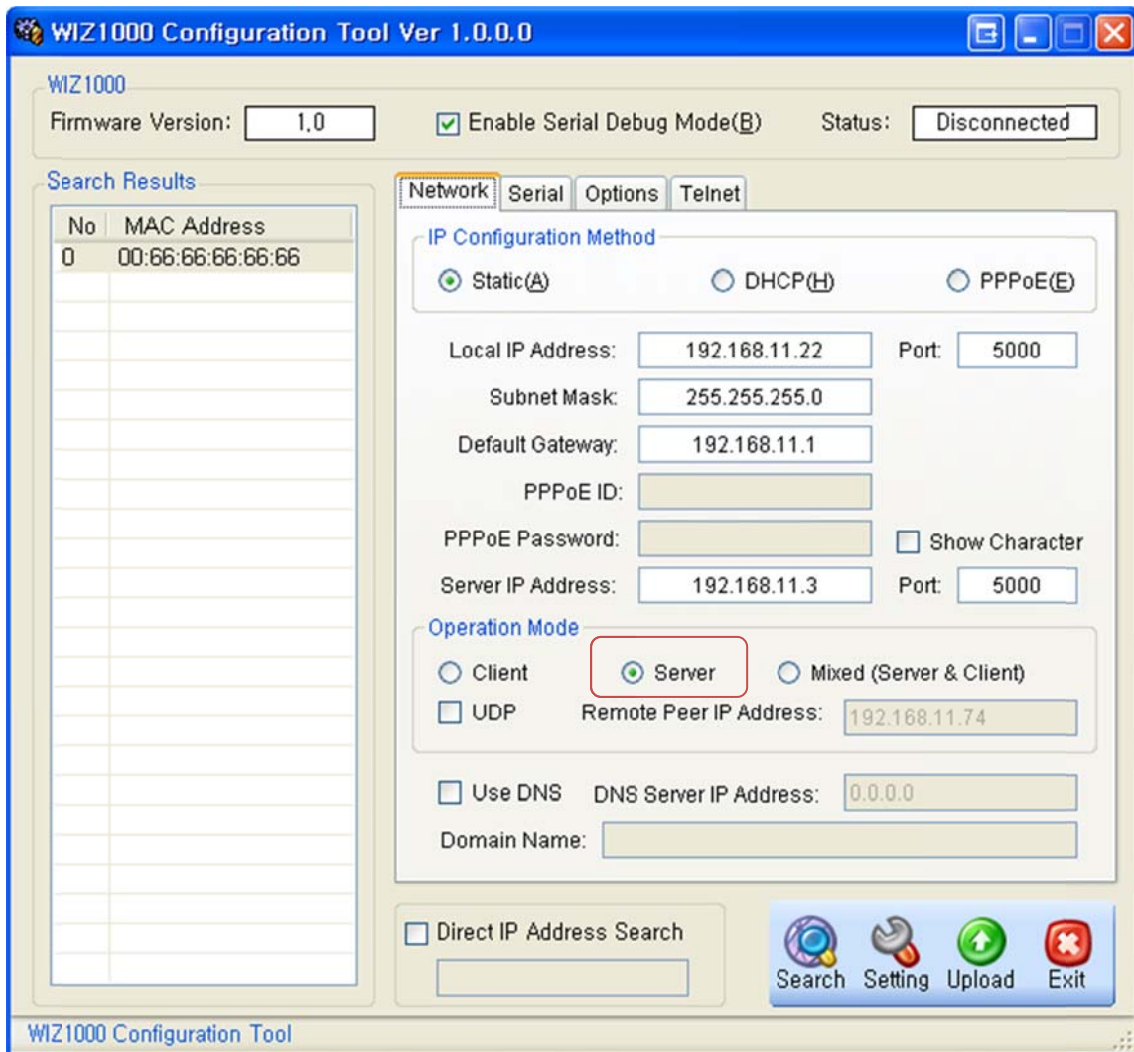 WIZ1000 Configuration Tool Ver 1.0.0.0
WIZ1000
Firmware Version: 1.0 Enable Serial Debug Mode(B) Status: Disconnected
Search Results
No MAC Address
0 00:66:66:66:66:66
Network Serial Options Telnet
IP Configuration Method
Static(A) DHCP(H) PPPoE(E)
Local IP Address: 192.168.11.22 Port: 5000
Subnet Mask: 255.255.255.0
Default Gateway: 192.168.11.1
PPPoE ID:
PPPoE Password: Show Character
Server IP Address: 192.168.11.3 Port: 5000
Operation Mode
Client Server Mixed (Server & Client)
UDP Remote Peer IP Address: 192.168.11.74
Use DNS DNS Server IP Address: 0.0.0.0
Domain Name:
Direct IP Address Search
Search Setting Upload Exit
WIZ1000 Configuration Tool